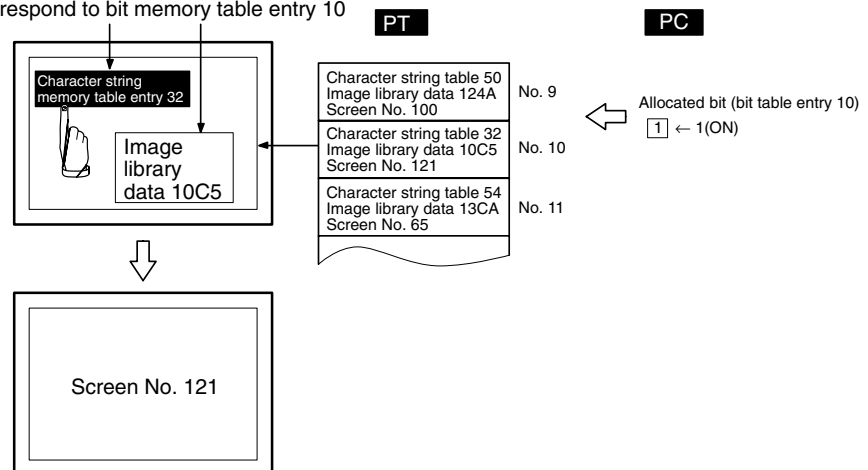 respond to bit memory table entry 10
PT
PC
Character string
memory table entry 32
Image
library
data 10C5
Character string table 50
Image library data 124A
Screen No. 100
No. 9
Character string table 32
Image library data 10C5
Screen No. 121
No. 10
Character string table 54
Image library data 13CA
Screen No. 65
No. 11
Allocated bit (bit table entry 10)
1 ← 1(ON)
Screen No. 121